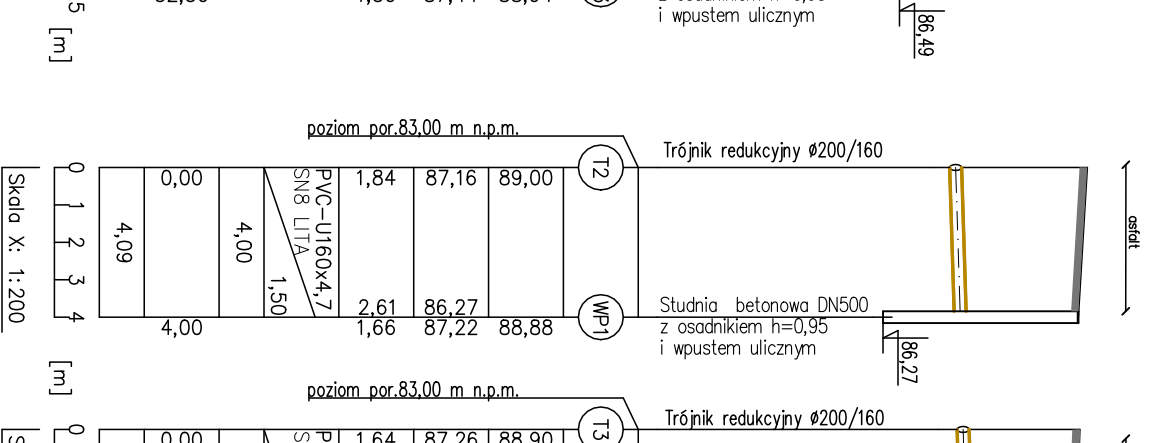 5
[m]
i wpustem ulicznym
86,49
poziom por.83,00 m n.p.m.
Trójnik redukcyjny ø200/160
T2
0,00
1,84
87,16
89,00
PVC-U160x4,7
SN8 LITA
4,09
4,00
1,50
0
1
2
3
4
Skala X: 1:200
asfalt
2,61
86,27
WP1
4,00
1,66
87,22
88,88
Studnia betonowa DN500
z osadnikiem h=0,95
i wpustem ulicznym
86,27
[m]
poziom por.83,00 m n.p.m.
Trójnik redukcyjny ø200/160
T3
0
0,00
1,64
87,26
88,90